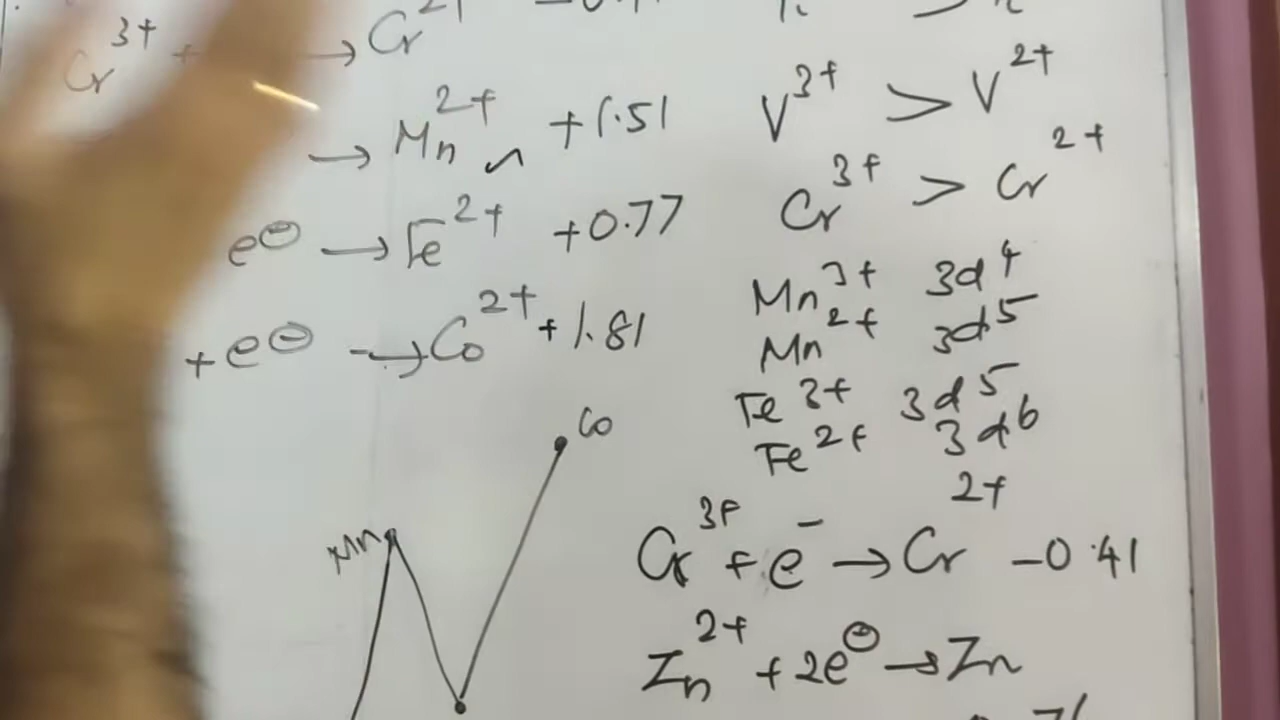 Cr³⁺ + → Cr²⁺
→ Mn²⁺ +1.51
e⊖ → Fe²⁺ +0.77
+ e⊖ → Co²⁺ +1.81
Mn
Co
V³⁺ > V²⁺
Cr³⁺ > Cr²⁺
Mn³⁺ 3d⁴
Mn²⁺ 3d⁵
Fe³⁺ 3d⁵
Fe²⁺ 3d⁶
Cr³⁺ + e⁻ → Cr²⁺ -0.41
Zn²⁺ + 2e⊖ → Zn